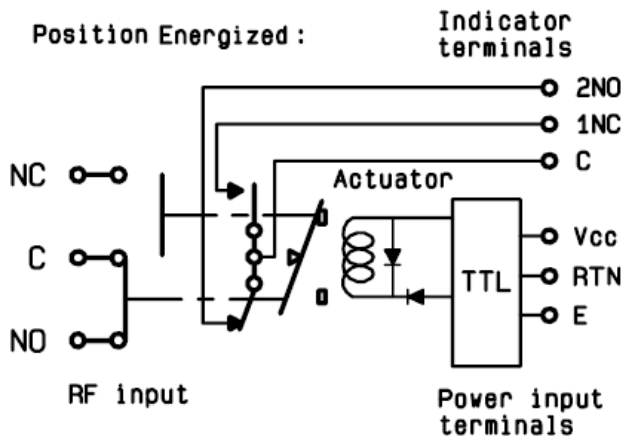 Position Energized :
Indicator
terminals
2NO
1NC
C
NC
Actuator
C
TTL
Vcc
RTN
E
NO
RF input
Power input
terminals